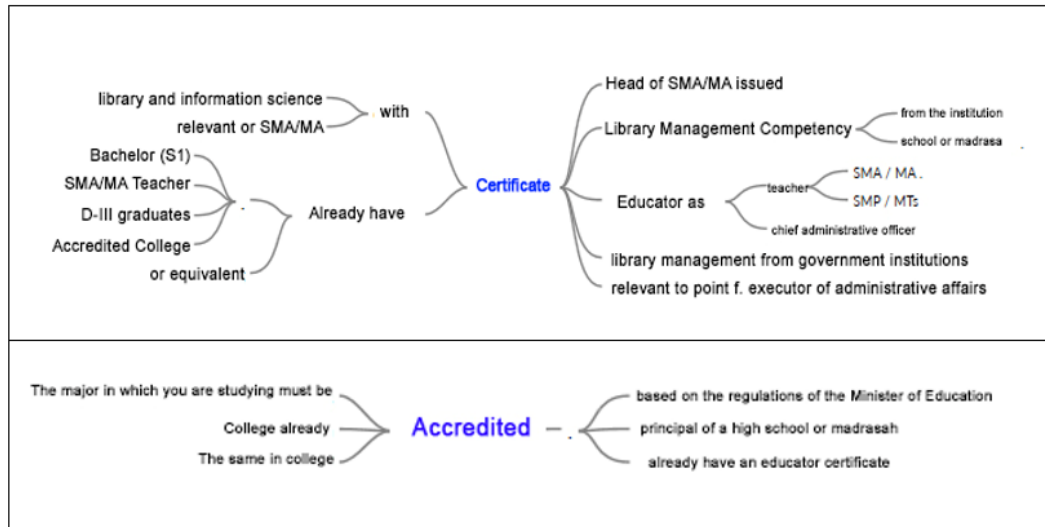 library and information science
relevant or SMA/MA
with
Bachelor (S1)
SMA/MA Teacher
D-III graduates
Accredited College
or equivalent
Already have
Certificate
Head of SMA/MA issued
Library Management Competency
from the institution
school or madrasa
Educator as
teacher
SMA / MA .
SMP / MTs
chief administrative officer
library management from government institutions
relevant to point f. executor of administrative affairs
The major in which you are studying must be
College already
The same in college
Accredited
based on the regulations of the Minister of Education
principal of a high school or madrasah
already have an educator certificate